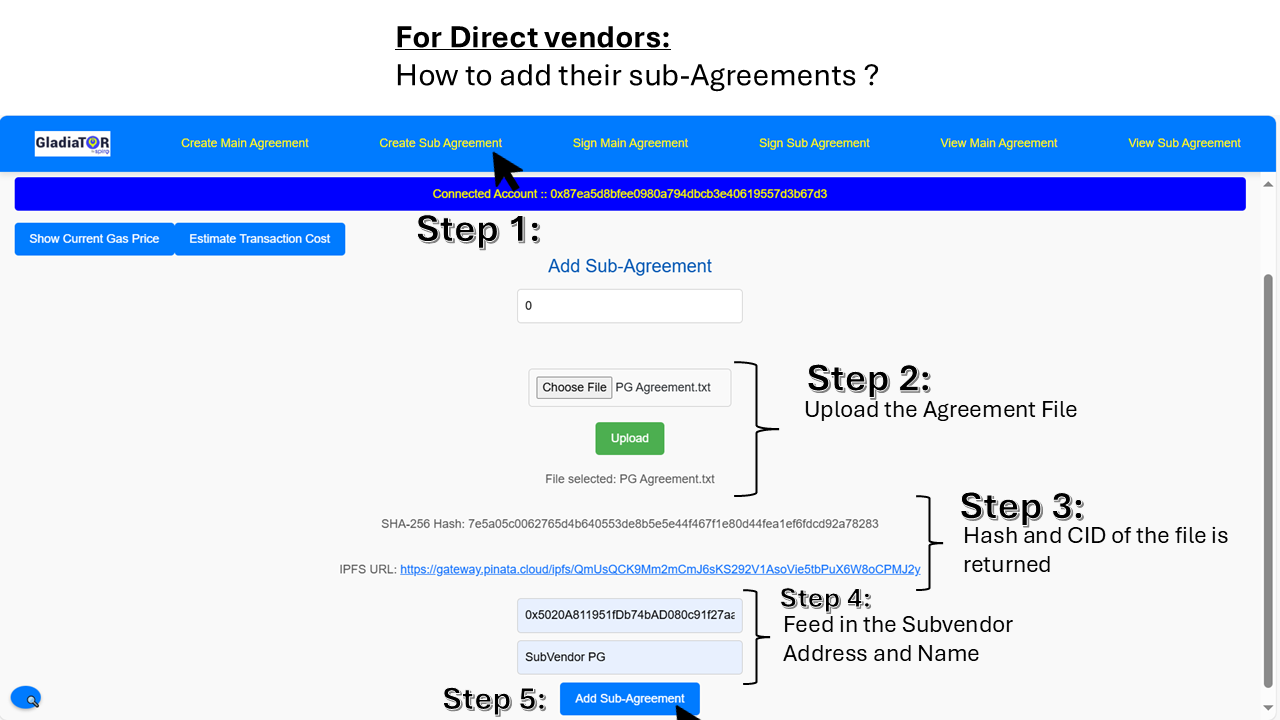 For Direct vendors:
How to add their sub-Agreements ?
GladiaTOR
by spiro
Create Main Agreement
Create Sub Agreement
Sign Main Agreement
Sign Sub Agreement
View Main Agreement
View Sub Agreement
Connected Account :: 0x87ea5d8bfee0980a794dbcb3e40619557d3b67d3
Show Current Gas Price
Estimate Transaction Cost
Step 1:
Add Sub-Agreement
0
Choose File PG Agreement.txt
Upload
File selected: PG Agreement.txt
Step 2:
Upload the Agreement File
SHA-256 Hash: 7e5a05c0062765d4b640553de8b5e5e44f467f1e80d44fea1ef6fdcd92a78283
IPFS URL: https://gateway.pinata.cloud/ipfs/QmUsQCK9Mm2mCmJ6sKS292V1AsoVie5tbPuX6W8oCPMJ2y
Step 3:
Hash and CID of the file is
returned
0x5020A811951fDb74bAD080c91f27aa
SubVendor PG
Step 4:
Feed in the Subvendor
Address and Name
Step 5:
Add Sub-Agreement